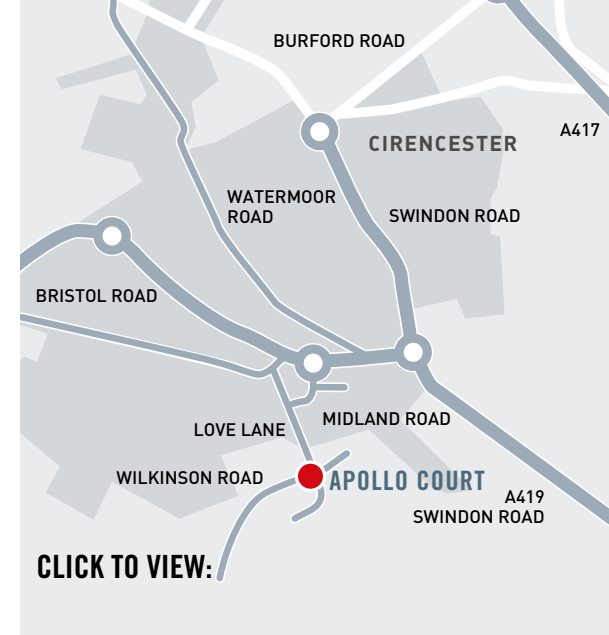 BURFORD ROAD
A417
CIRENCESTER
WATERMOOR
ROAD
SWINDON ROAD
BRISTOL ROAD
MIDLAND ROAD
LOVE LANE
WILKINSON ROAD
APOLLO COURT
A419
SWINDON ROAD
CLICK TO VIEW: